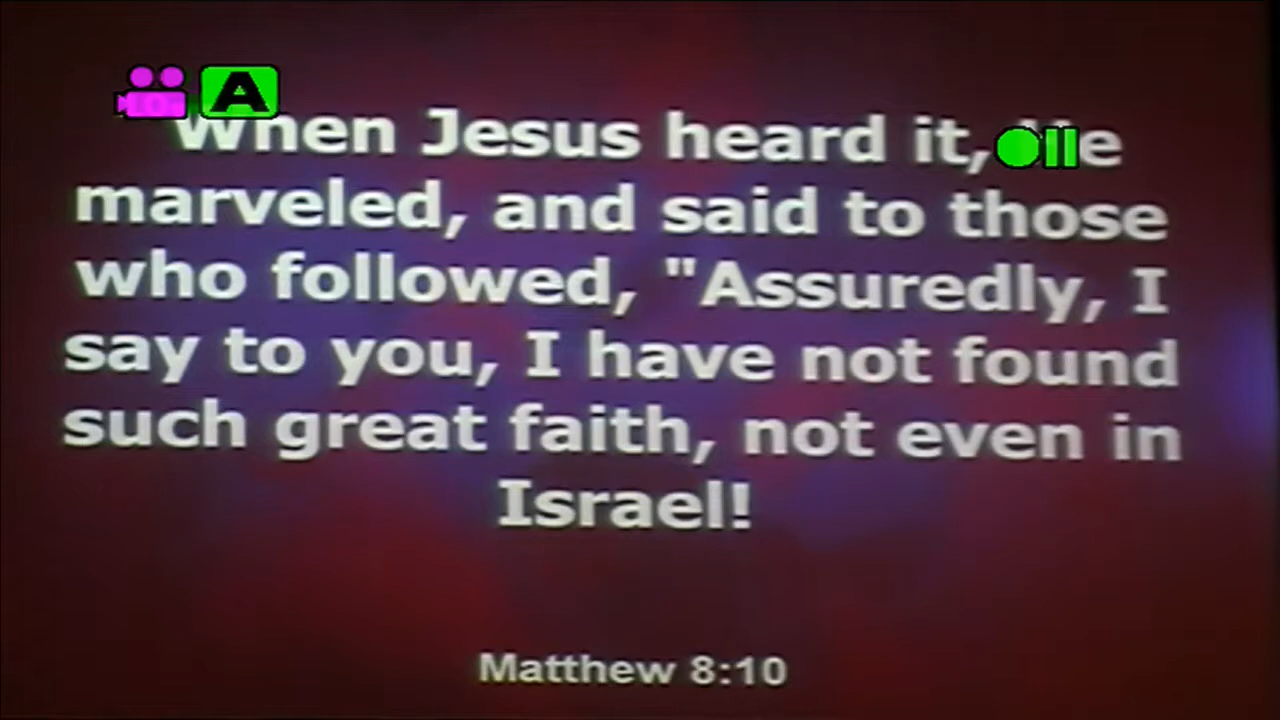 A
When Jesus heard it, He
marveled, and said to those
who followed, "Assuredly, I
say to you, I have not found
such great faith, not even in
Israel!
Matthew 8:10